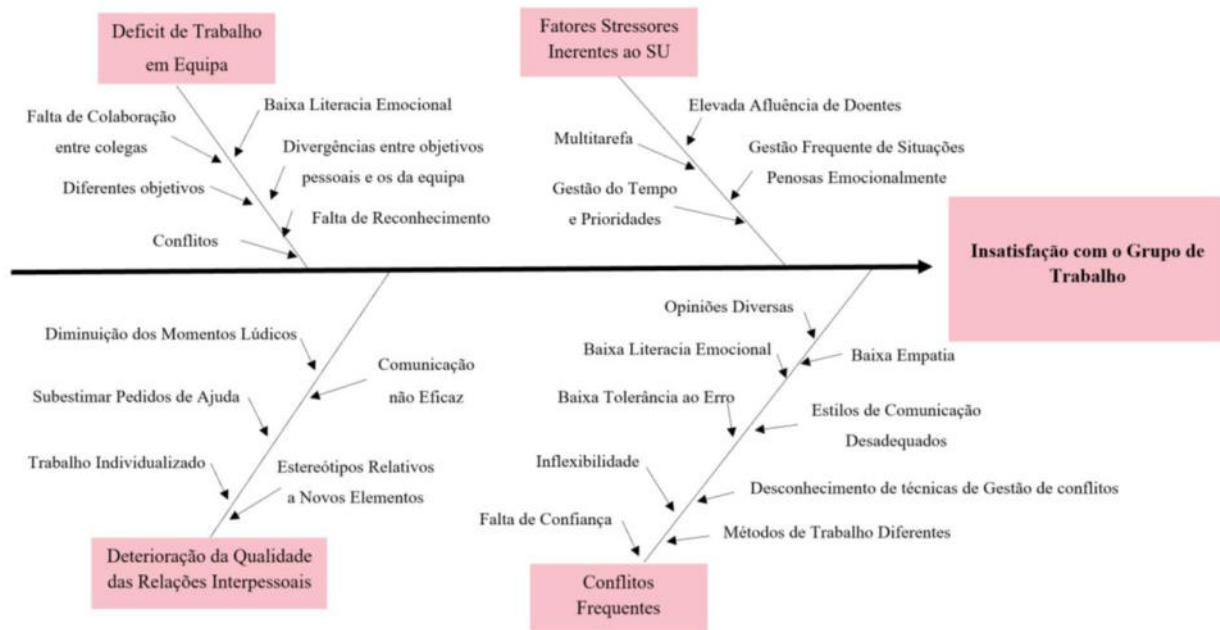 Deficit de Trabalho
em Equipa
Fatores Stressores
Inerentes ao SU
Baixa Literacia Emocional
Falta de Colaboração
entre colegas
Divergências entre objetivos
pessoais e os da equipa
Diferentes objetivos
Falta de Reconhecimento
Conflitos
Elevada Afluência de Doentes
Multitarefa
Gestão Frequente de Situações
Penosas Emocionalmente
Gestão do Tempo
e Prioridades
Insatisfação com o Grupo de
Trabalho
Diminuição dos Momentos Lúdicos
Comunicação
não Eficaz
Subestimar Pedidos de Ajuda
Trabalho Individualizado
Estereótipos Relativos
a Novos Elementos
Deterioração da Qualidade
das Relações Interpessoais
Opiniões Diversas
Baixa Literacia Emocional
Baixa Empatia
Baixa Tolerância ao Erro
Estilos de Comunicação
Desadequados
Inflexibilidade
Desconhecimento de técnicas de Gestão de conflitos
Falta de Confiança
Métodos de Trabalho Diferentes
Conflitos
Frequentes